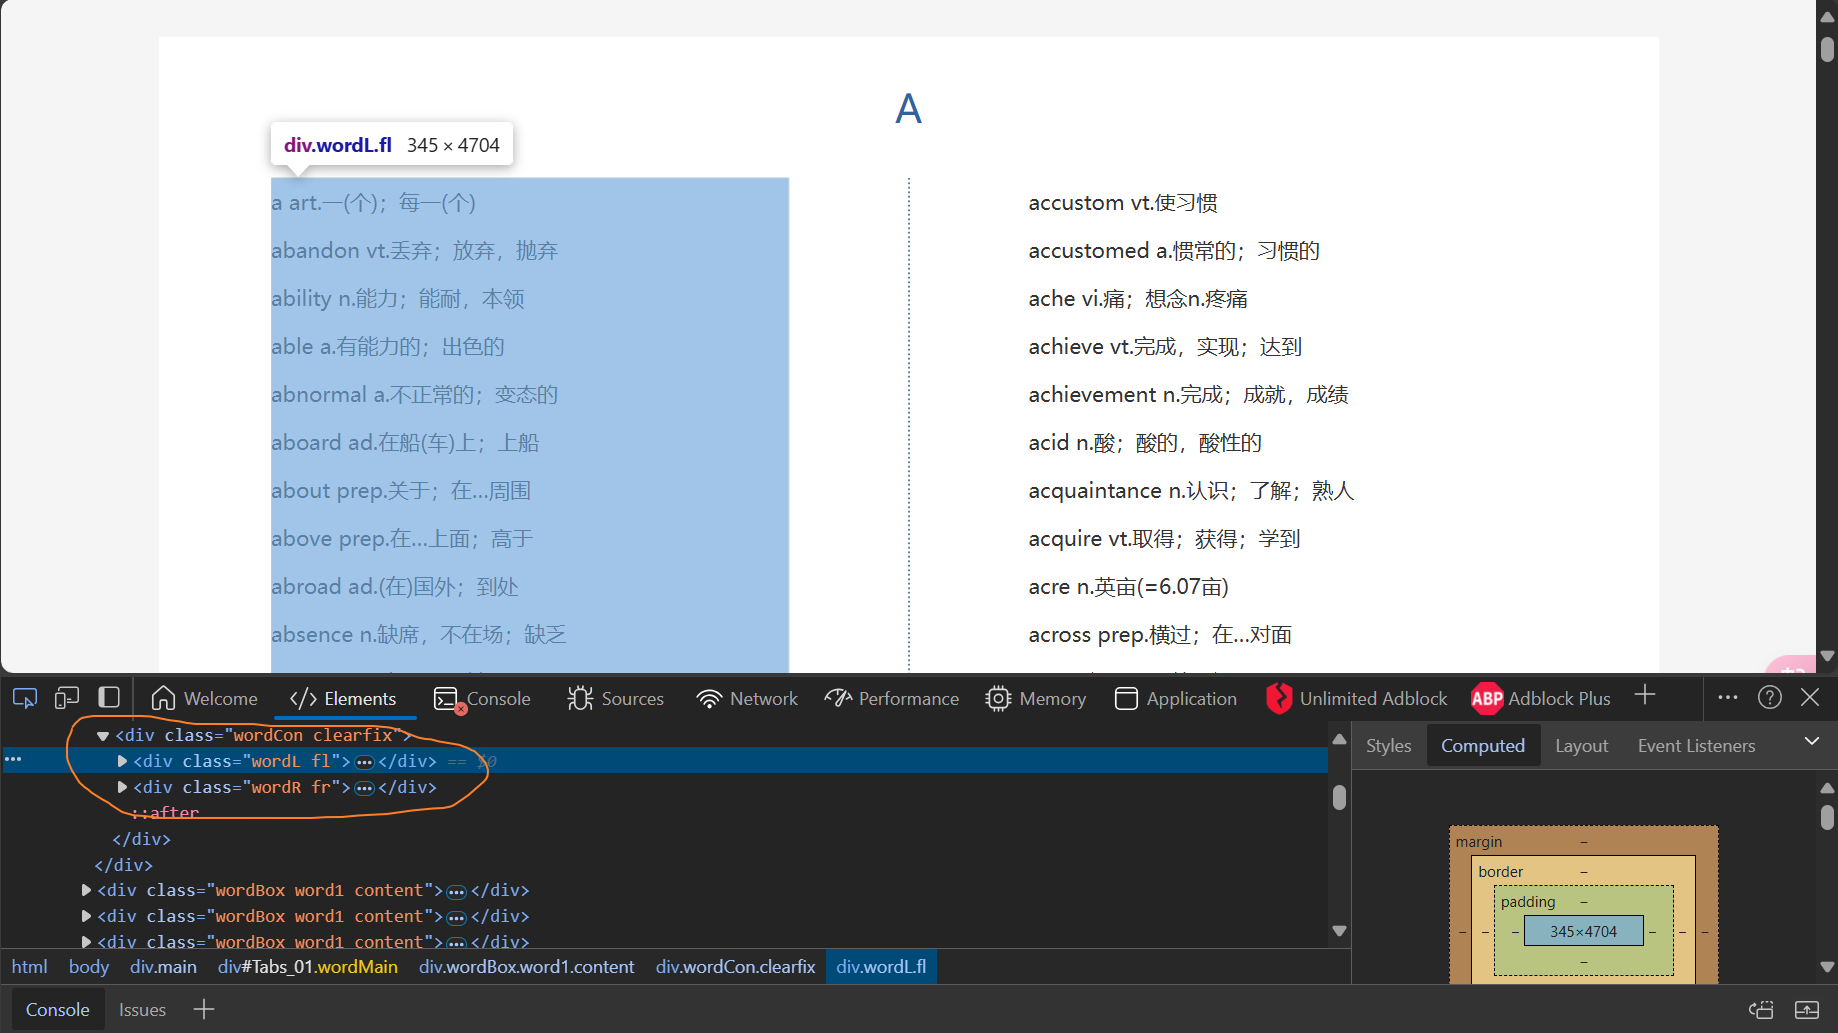 A
div.wordL.fl 345 × 4704
a art.一(个)；每一(个)
abandon vt.丢弃；放弃，抛弃
ability n.能力；能耐，本领
able a.有能力的；出色的
abnormal a.不正常的；变态的
aboard ad.在船(车)上；上船
about prep.关于；在...周围
above prep.在...上面；高于
abroad ad.(在)国外；到处
absence n.缺席，不在场；缺乏
accustom vt.使习惯
accustomed a.惯常的；习惯的
ache vi.痛；想念n.疼痛
achieve vt.完成，实现；达到
achievement n.完成；成就，成绩
acid n.酸；酸的，酸性的
acquaintance n.认识；了解；熟人
acquire vt.取得；获得；学到
acre n.英亩(=6.07亩)
across prep.横过；在...对面
Welcome </> Elements Console Sources Network Performance Memory Application Unlimited Adblock ABP Adblock Plus
<div class="wordCon clearfix">
<div class="wordL fl">...</div> == $0
<div class="wordR fr">...</div>
::after
</div>
</div>
<div class="wordBox word1 content">...</div>
<div class="wordBox word1 content">...</div>
<div class="wordBox word1 content">...</div>
html body div.main div#Tabs_01.wordMain div.wordBox.word1.content div.wordCon.clearfix div.wordL.fl
Styles Computed Layout Event Listeners
margin –
border –
padding –
– – – 345×4704 – – –
–
Console Issues